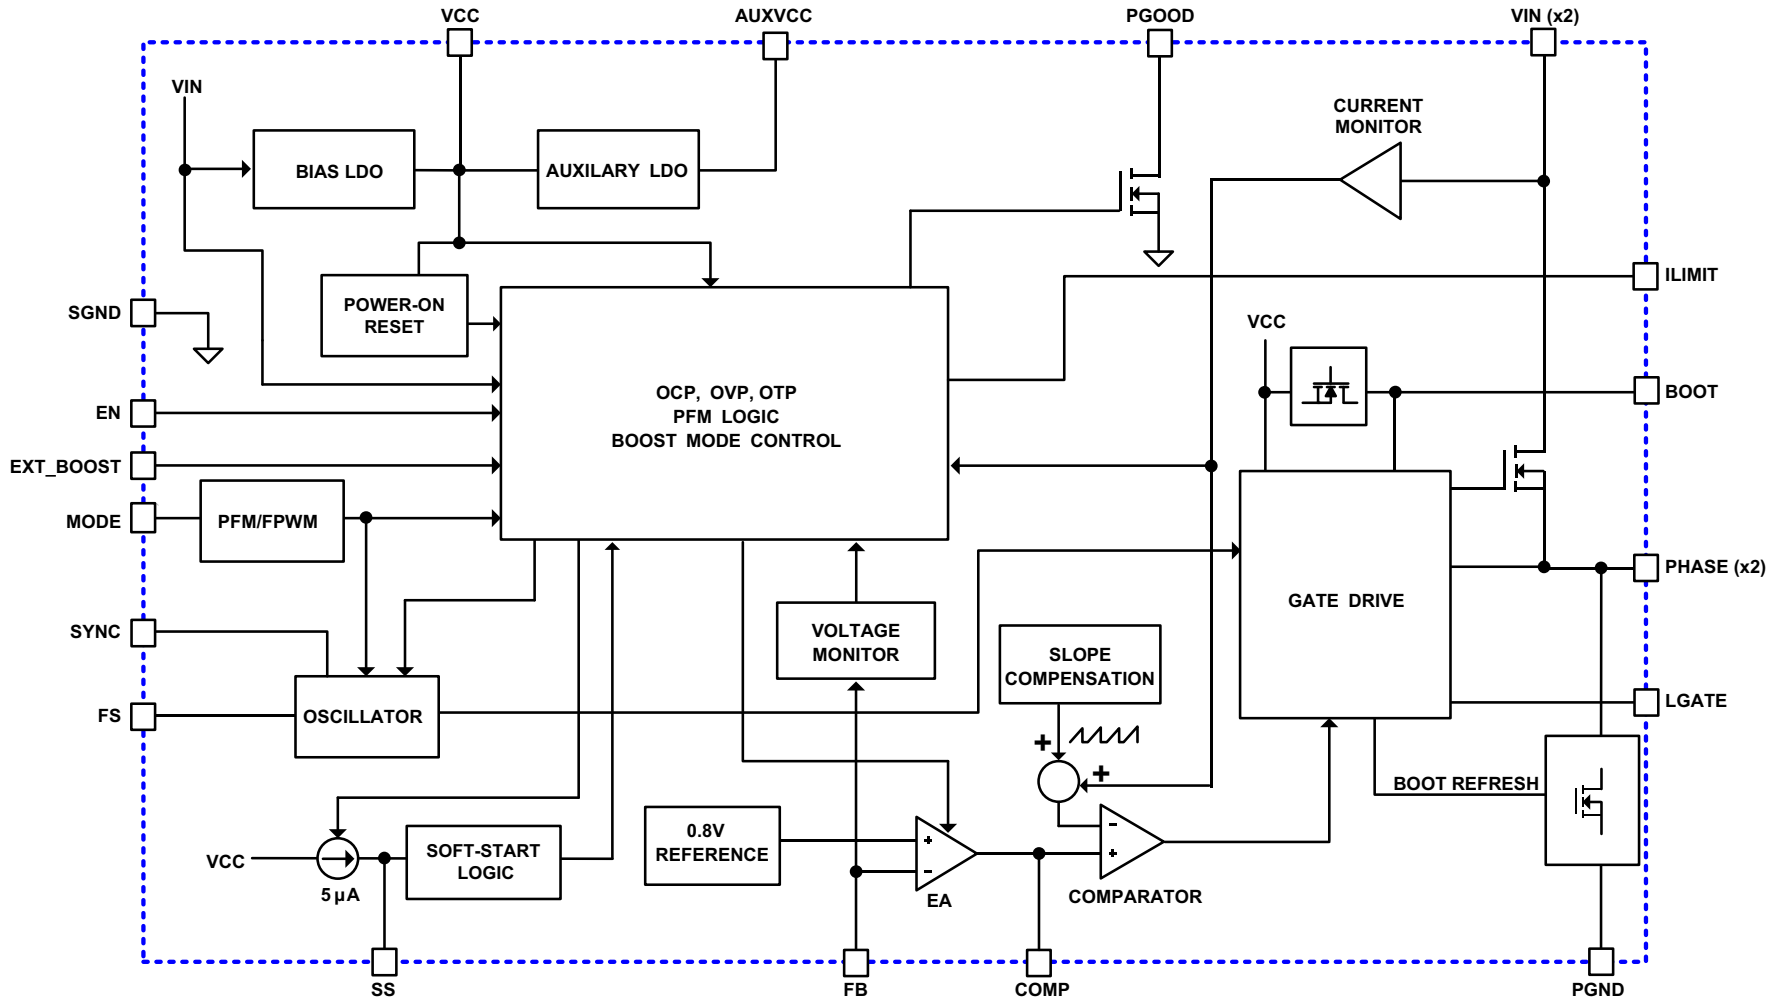 VCC
AUXVCC
PGOOD
VIN (x2)
VIN
CURRENT
MONITOR
BIAS LDO
AUXILARY LDO
SGND
POWER-ON
RESET
ILIMIT
VCC
OCP, OVP, OTP
PFM LOGIC
BOOST MODE CONTROL
BOOT
EN
EXT_BOOST
MODE
PFM/FPWM
PHASE (x2)
GATE DRIVE
SYNC
VOLTAGE
MONITOR
SLOPE
COMPENSATION
FS
OSCILLATOR
LGATE
+
+
BOOT REFRESH
0.8V
REFERENCE
+
-
EA
-
+
COMPARATOR
VCC
5 µA
SOFT-START
LOGIC
SS
FB
COMP
PGND